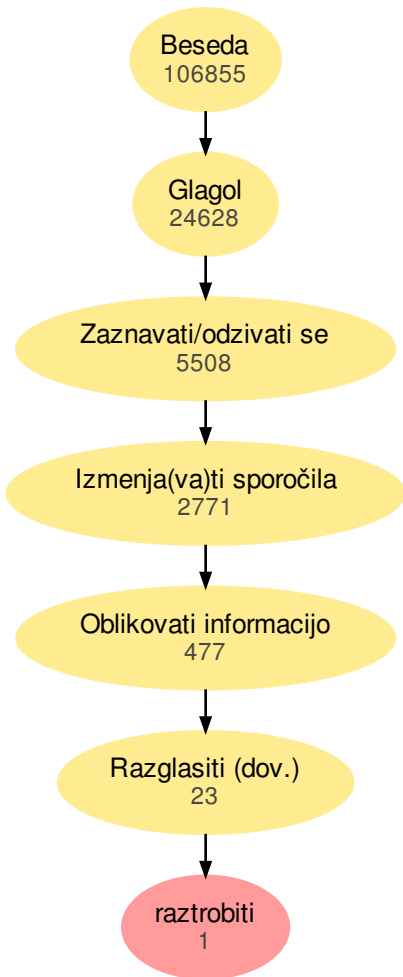 Beseda
106855
Glagol
24628
Zaznavati/odzivati se
5508
Izmenja(va)ti sporočila
2771
Oblikovati informacijo
477
Razglasiti (dov.)
23
raztrobiti
1